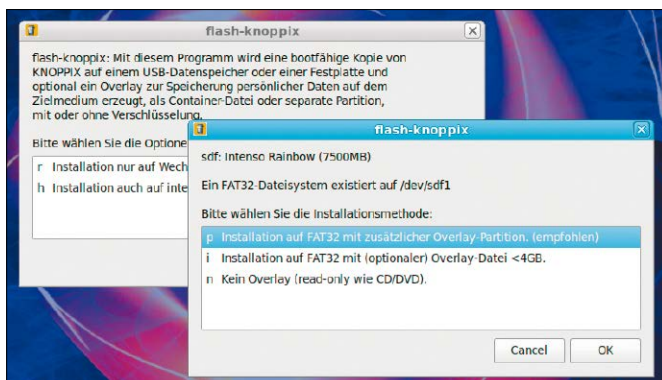 flash-knoppix
flash-knoppix: Mit diesem Programm wird eine bootfähige Kopie von
KNOPPIX auf einem USB-Datenspeicher oder einer Festplatte und
optional ein Overlay zur Speicherung persönlicher Daten auf dem
Zielmedium erzeugt, als Container-Datei oder separate Partition,
mit oder ohne Verschlüsselung.
Bitte wählen Sie die Optione
r Installation nur auf Wech
h Installation auch auf inte
flash-knoppix
sdf: Intenso Rainbow (7500MB)
Ein FAT32-Dateisystem existiert auf /dev/sdf1
Bitte wählen Sie die Installationsmethode:
p Installation auf FAT32 mit zusätzlicher Overlay-Partition. (empfohlen)
i Installation auf FAT32 mit (optionaler) Overlay-Datei <4GB.
n Kein Overlay (read-only wie CD/DVD).
Cancel OK